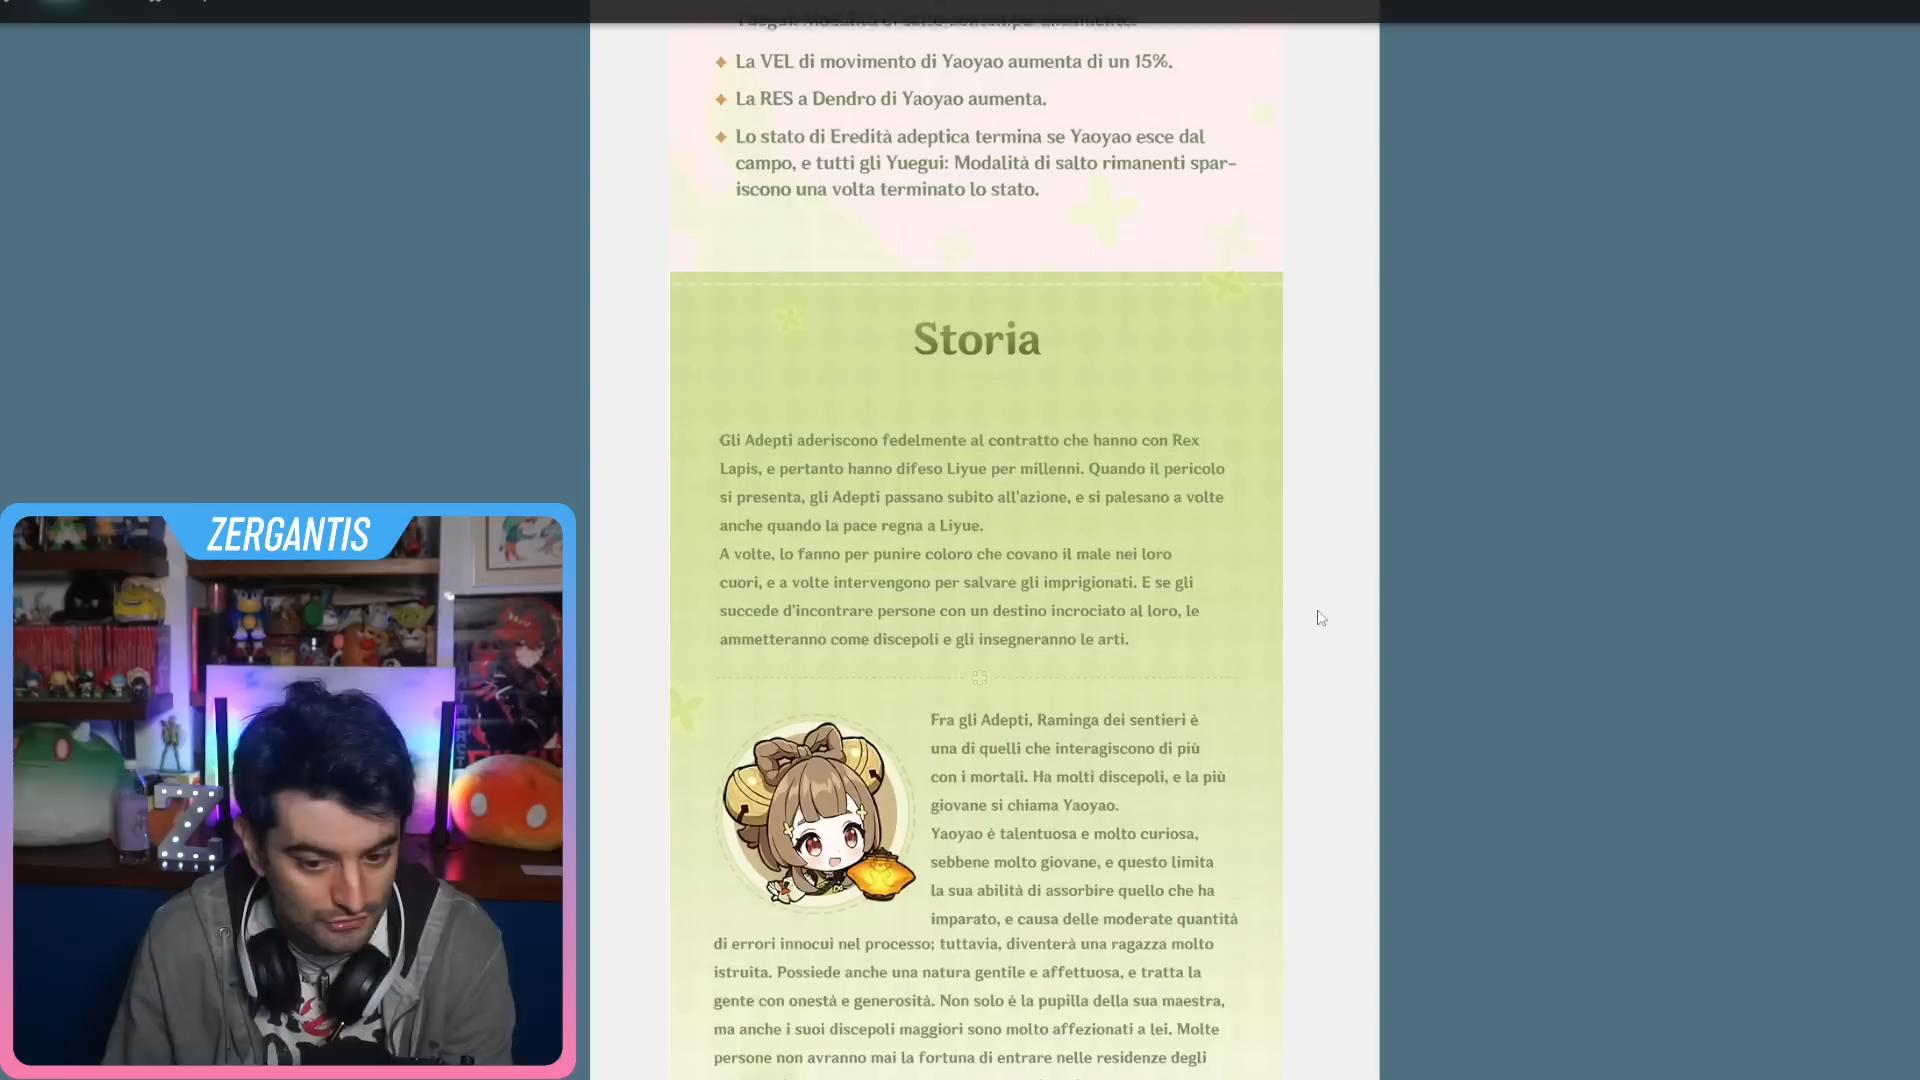 La VEL di movimento di Yaoyao aumenta di un 15%.
La RES a Dendro di Yaoyao aumenta.
Lo stato di Eredità adeptica termina se Yaoyao esce dal
campo, e tutti gli Yuegui: Modalità di salto rimanenti spar-
iscono una volta terminato lo stato.
Storia
Gli Adepti aderiscono fedelmente al contratto che hanno con Rex
Lapis, e pertanto hanno difeso Liyue per millenni. Quando il pericolo
si presenta, gli Adepti passano subito all'azione, e si palesano a volte
anche quando la pace regna a Liyue.
A volte, lo fanno per punire coloro che covano il male nei loro
cuori, e a volte intervengono per salvare gli imprigionati. E se gli
succede d'incontrare persone con un destino incrociato al loro, le
ammetteranno come discepoli e gli insegneranno le arti.
Fra gli Adepti, Raminga dei sentieri è
una di quelli che interagiscono di più
con i mortali. Ha molti discepoli, e la più
giovane si chiama Yaoyao.
Yaoyao è talentuosa e molto curiosa,
sebbene molto giovane, e questo limita
la sua abilità di assorbire quello che ha
imparato, e causa delle moderate quantità
di errori innocui nel processo; tuttavia, diventerà una ragazza molto
istruita. Possiede anche una natura gentile e affettuosa, e tratta la
gente con onestà e generosità. Non solo è la pupilla della sua maestra,
ma anche i suoi discepoli maggiori sono molto affezionati a lei. Molte
persone non avranno mai la fortuna di entrare nelle residenze degli
ZERGANTIS
Z